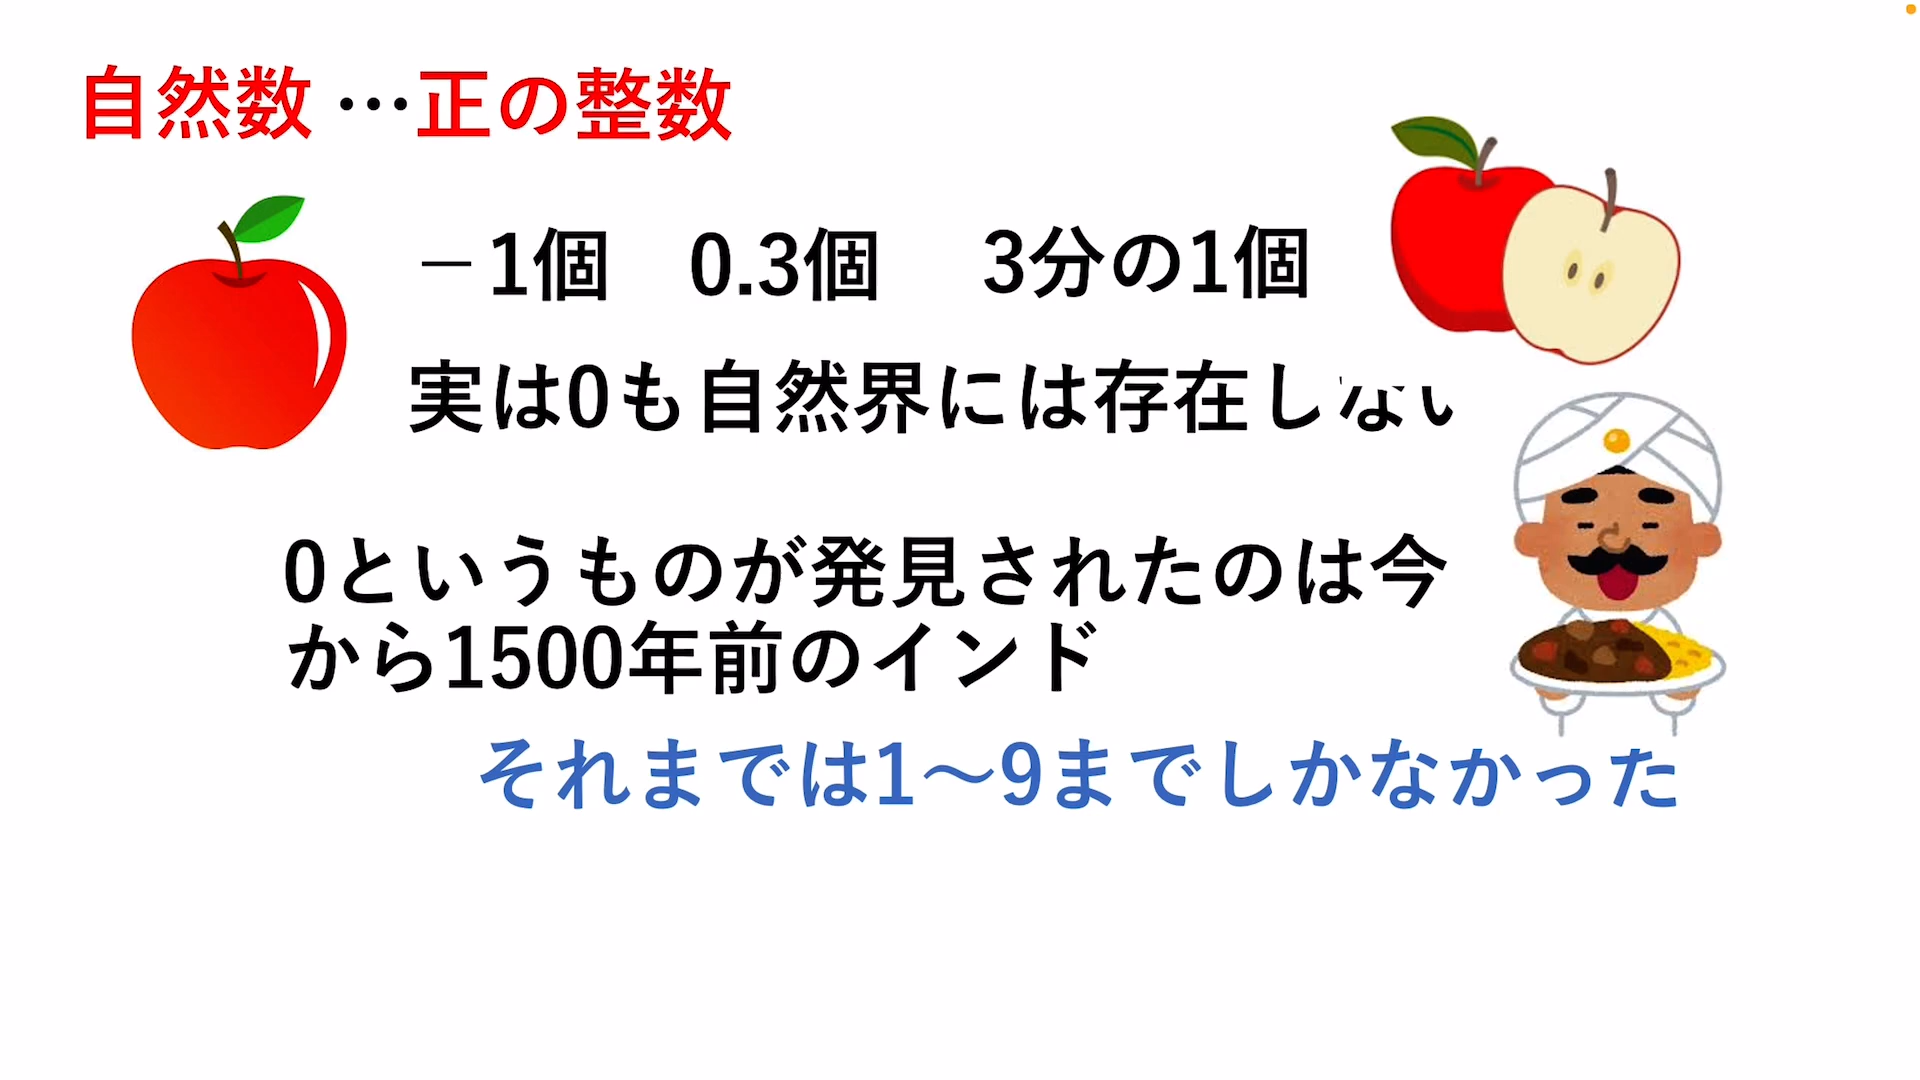 自然数 …正の整数
－1個　0.3個　3分の1個
実は0も自然界には存在しない
0というものが発見されたのは今
から1500年前のインド
それまでは1～9までしかなかった